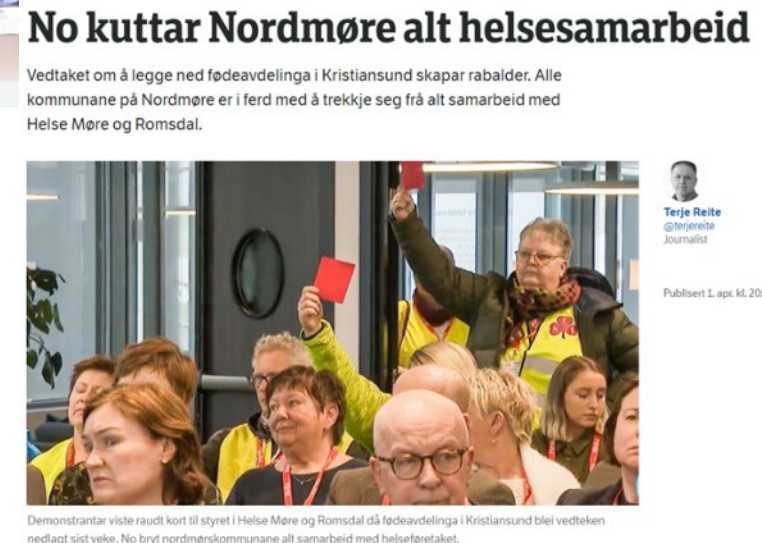 No kuttar Nordmøre alt helsesamarbeid
Vedtaket om å legge ned fødeavdelinga i Kristiansund skapar rabalder. Alle
kommunane på Nordmøre er i ferd med å trekkje seg frå alt samarbeid med
Helse Møre og Romsdal.
Terje Reite
@terjereite
Journalist
Publisert 1. apr. kl. 20:
Demonstrantar viste raudt kort til styret i Helse Møre og Romsdal då fødeavdelinga i Kristiansund blei vedteken
nedlagt sist veke. No bryt nordmørskommunane alt samarbeid med helseføretaket.